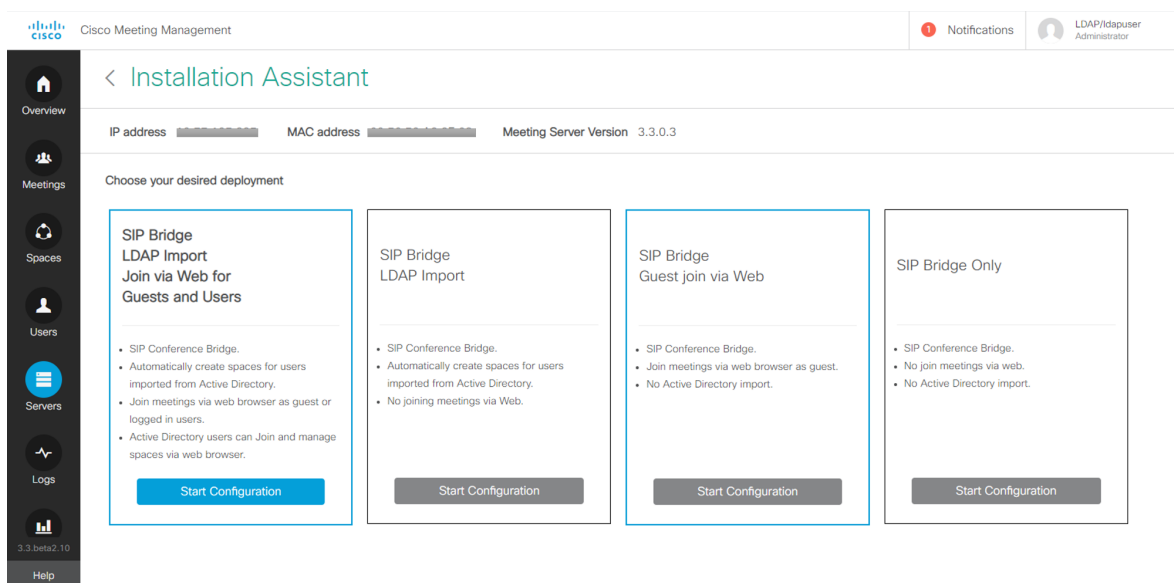 CISCO
Cisco Meeting Management
1
Notifications
LDAP/ldapuser
Administrator
Overview
Meetings
Spaces
Users
Servers
Logs
3.3.beta2.10
Help
Installation Assistant
IP address
MAC address
Meeting Server Version 3.3.0.3
Choose your desired deployment
SIP Bridge
LDAP Import
Join via Web for
Guests and Users
• SIP Conference Bridge.
• Automatically create spaces for users
imported from Active Directory.
• Join meetings via web browser as guest or
logged in users.
• Active Directory users can Join and manage
spaces via web browser.
Start Configuration
SIP Bridge
LDAP Import
• SIP Conference Bridge.
• Automatically create spaces for users
imported from Active Directory.
• No joining meetings via Web.
Start Configuration
SIP Bridge
Guest join via Web
• SIP Conference Bridge.
• Join meetings via web browser as guest.
• No Active Directory import.
Start Configuration
SIP Bridge Only
• SIP Conference Bridge.
• No join meetings via web.
• No Active Directory import.
Start Configuration